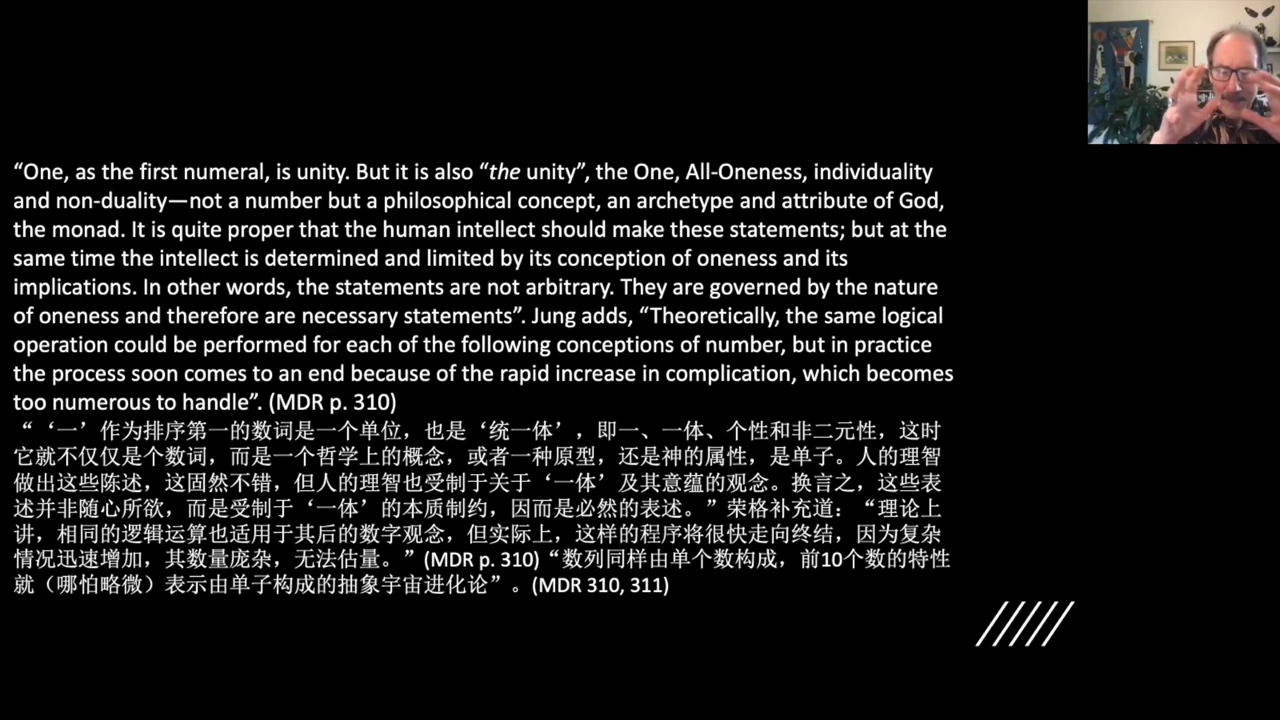 “One, as the first numeral, is unity. But it is also “the unity”, the One, All-Oneness, individuality
and non-duality—not a number but a philosophical concept, an archetype and attribute of God,
the monad. It is quite proper that the human intellect should make these statements; but at the
same time the intellect is determined and limited by its conception of oneness and its
implications. In other words, the statements are not arbitrary. They are governed by the nature
of oneness and therefore are necessary statements”. Jung adds, “Theoretically, the same logical
operation could be performed for each of the following conceptions of number, but in practice
the process soon comes to an end because of the rapid increase in complication, which becomes
too numerous to handle”. (MDR p. 310)
“‘一’作为排序第一的数词是一个单位，也是‘统一体’，即一、一体、个性和非二元性，这时
它就不仅仅是个数词，而是一个哲学上的概念，或者一种原型，还是神的属性，是单子。人的理智
做出这些陈述，这固然不错，但人的理智也受制于关于‘一体’及其意蕴的观念。换言之，这些表
述并非随心所欲，而是受制于‘一体’的本质制约，因而是必然的表述。”荣格补充道：“理论上
讲，相同的逻辑运算也适用于其后的数字观念，但实际上，这样的程序将很快走向终结，因为复杂
情况迅速增加，其数量庞杂，无法估量。”(MDR p. 310)“数列同样由单个数构成，前10个数的特性
就（哪怕略微）表示由单子构成的抽象宇宙进化论”。(MDR 310, 311)